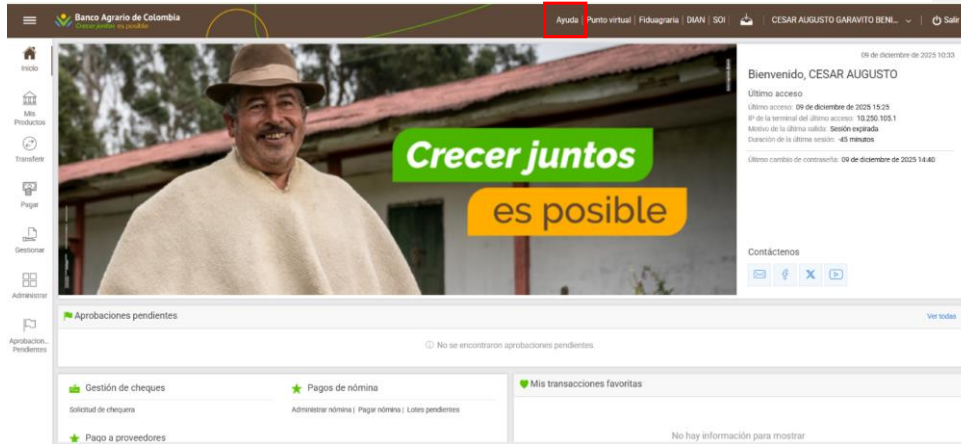 Banco Agrario de Colombia
Crecer juntos es posible
Ayuda | Punto virtual | Fiduagraria | DIAN | SOI | CESAR AUGUSTO GARAVITO BENI... | Salir
Inicio
Mis
Productos
Transferir
Pagar
Gestionar
Administrar
Aprobacion...
Pendientes
Crecer juntos
es posible
09 de diciembre de 2025 10:33
Bienvenido, CESAR AUGUSTO
Último acceso
Último acceso: 09 de diciembre de 2025 15:25
IP de la terminal del último acceso: 10.250.105.1
Motivo de la última salida: Sesión expirada
Duración de la última sesión: -45 minutos
Último cambio de contraseña: 09 de diciembre de 2025 14:40
Contáctenos
Aprobaciones pendientes
Ver todas
No se encontraron aprobaciones pendientes.
Gestión de cheques
Solicitud de chequera
Pagos de nómina
Administrar nómina | Pagar nómina | Lotes pendientes
Pago a proveedores
Mis transacciones favoritas
No hay información para mostrar